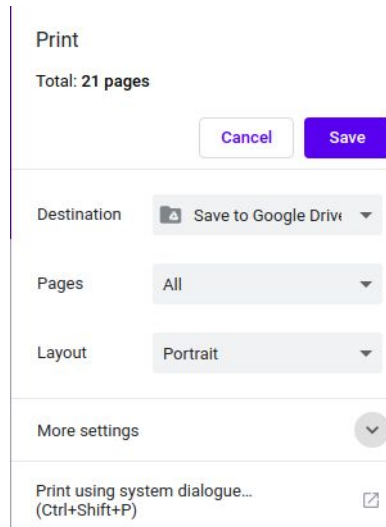 Print
Total: 21 pages
Cancel Save
Destination Save to Google Drive
Pages All
Layout Portrait
More settings
Print using system dialogue...
(Ctrl+Shift+P)